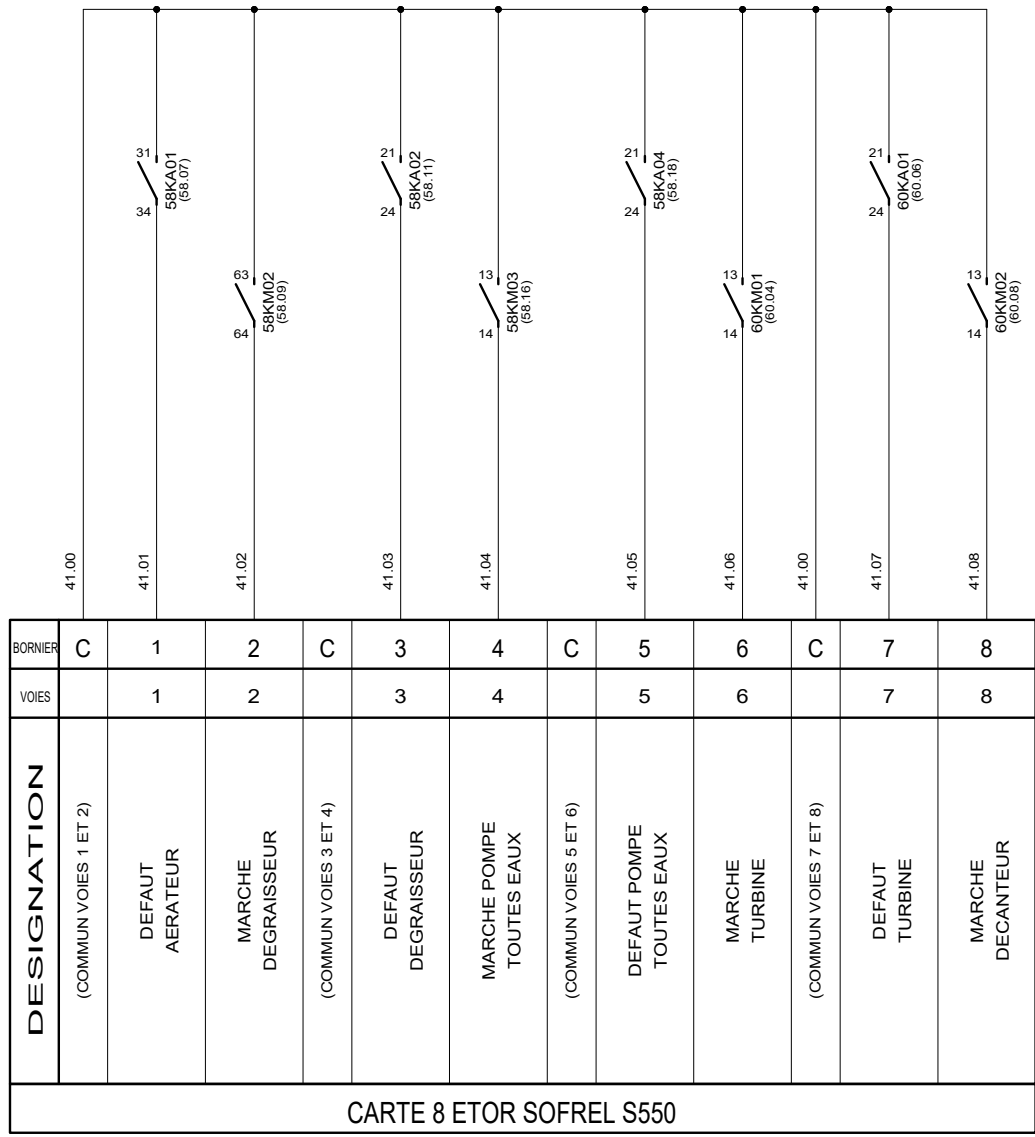 31
34
58KA01
(58.07)
21
24
58KA02
(58.11)
21
24
58KA04
(58.18)
21
24
60KA01
(60.06)
63
64
58KM02
(58.09)
13
14
58KM03
(58.16)
13
14
60KM01
(60.04)
13
14
60KM02
(60.08)
41.00
41.01
41.02
41.03
41.04
41.05
41.06
41.00
41.07
41.08
BORNIER C 1 2 C 3 4 C 5 6 C 7 8
VOIES 1 2 3 4 5 6 7 8
DESIGNATION
(COMMUN VOIES 1 ET 2)
DEFAUT
AERATEUR
MARCHE
DEGRAISSEUR
(COMMUN VOIES 3 ET 4)
DEFAUT
DEGRAISSEUR
MARCHE POMPE
TOUTES EAUX
(COMMUN VOIES 5 ET 6)
DEFAUT POMPE
TOUTES EAUX
MARCHE
TURBINE
(COMMUN VOIES 7 ET 8)
DEFAUT
TURBINE
MARCHE
DECANTEUR
CARTE 8 ETOR SOFREL S550